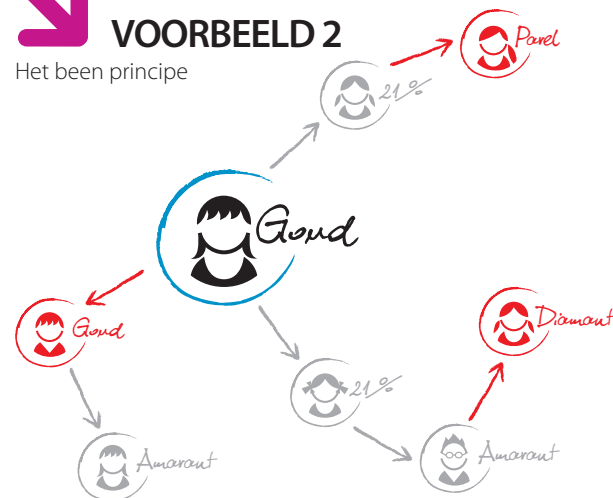 VOORBEELD 2
Het been principe
Parel
21%
Goud
Goud
Diamant
21%
Amarant
Amarant